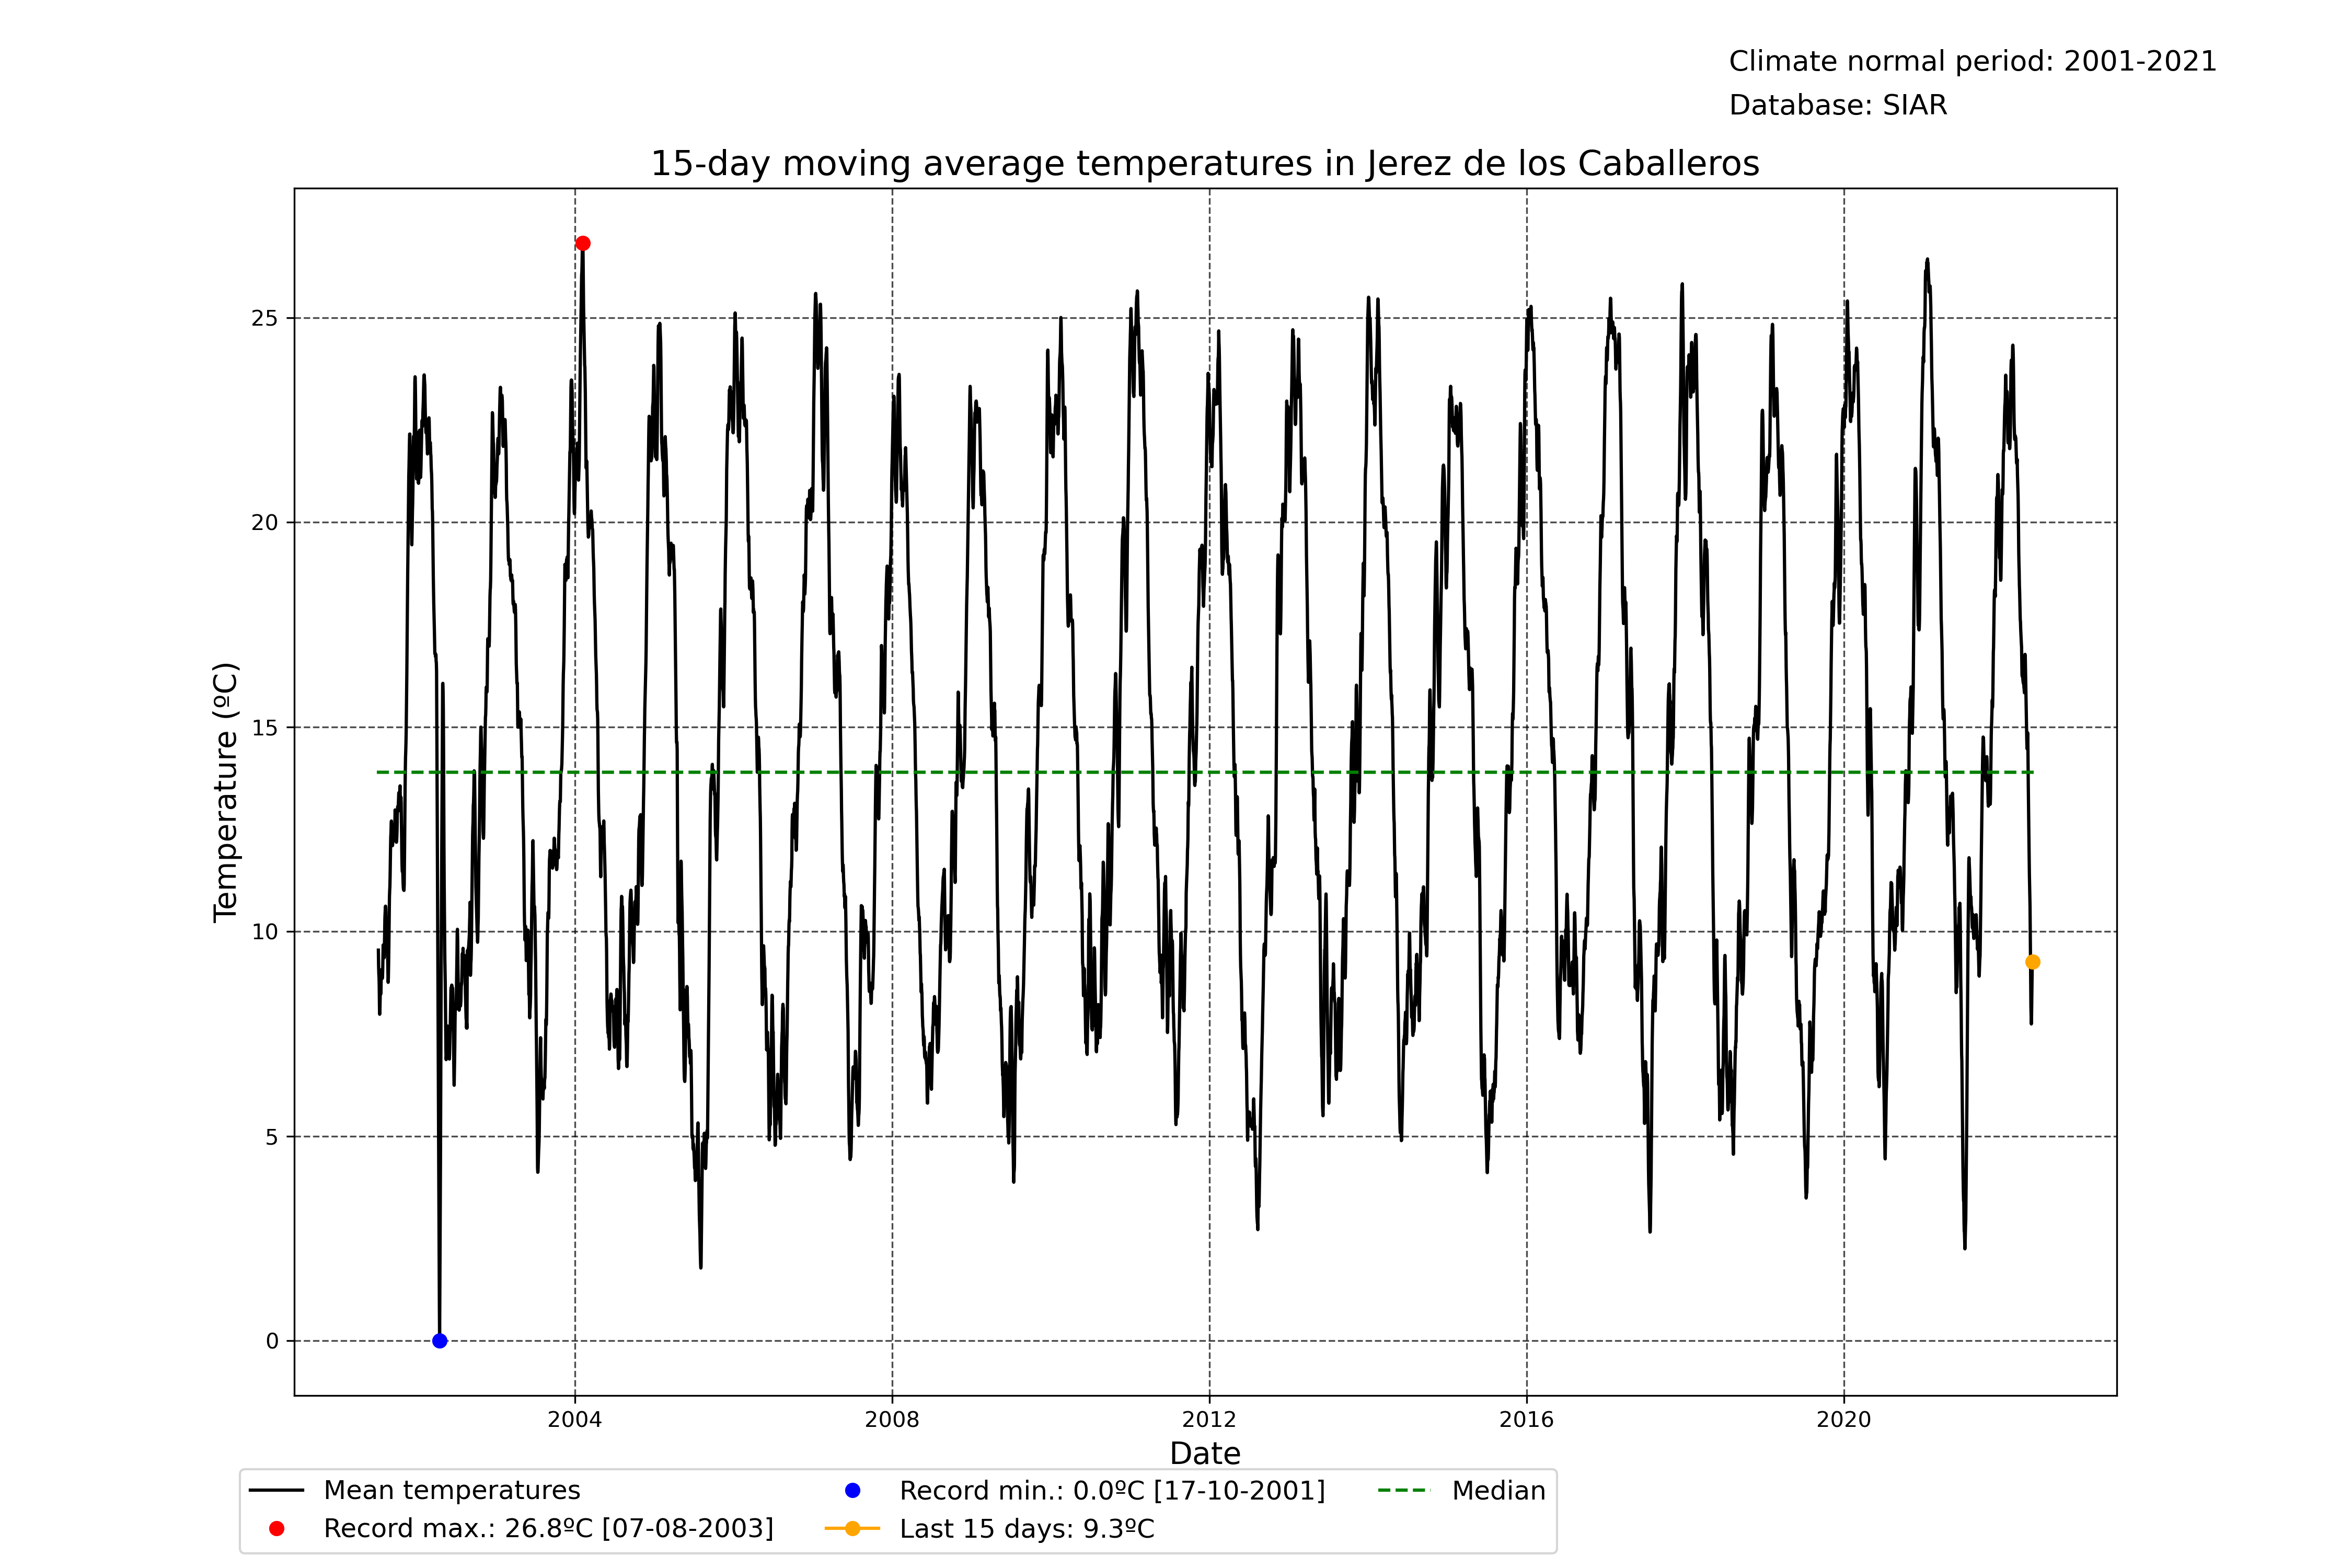 Climate normal period: 2001-2021
Database: SIAR
15-day moving average temperatures in Jerez de los Caballeros
Temperature (ºC)
25
20
15
10
5
0
2004
2008
2012
2016
2020
Date
Mean temperatures
Record max.: 26.8ºC [07-08-2003]
Record min.: 0.0ºC [17-10-2001]
Last 15 days: 9.3ºC
Median